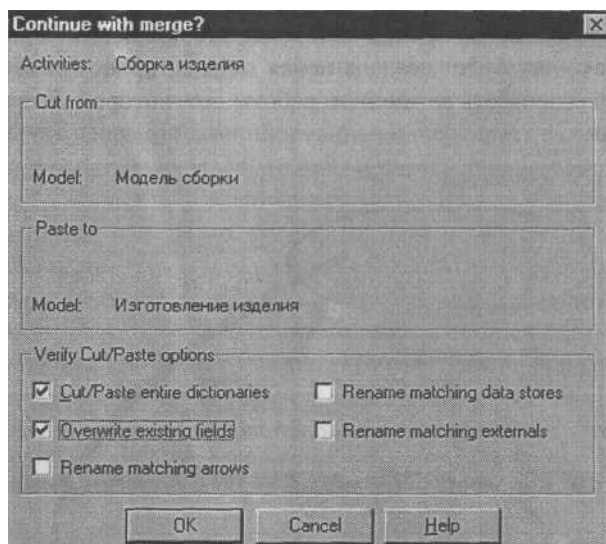 Continue with merge?
Activities: Сборка изделия
Cut from
Model: Модель сборки
Paste to
Model: Изготовление изделия
Verify Cut/Paste options
Cut/Paste entire dictionaries
Rename matching data stores
Overwrite existing fields
Rename matching externals
Rename matching arrows
OK
Cancel
Help